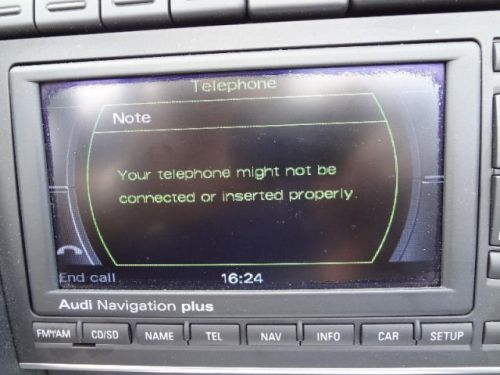 Telephone
Note
Your telephone might not be
connected or inserted properly.
End call
16:24
Audi Navigation plus
FM/AM CD/SD NAME TEL NAV INFO CAR SETUP